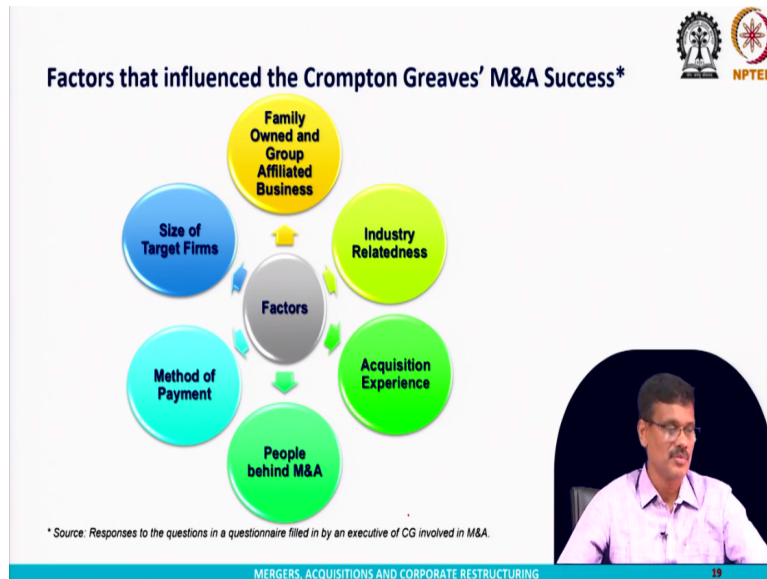 NPTEL
Factors that influenced the Crompton Greaves' M&A Success*
Family
Owned and
Group
Affiliated
Business
Industry
Relatedness
Acquisition
Experience
People
behind M&A
Method of
Payment
Size of
Target Firms
Factors
* Source: Responses to the questions in a questionnaire filled in by an executive of CG involved in M&A.
MERGERS, ACQUISITIONS AND CORPORATE RESTRUCTURING
19